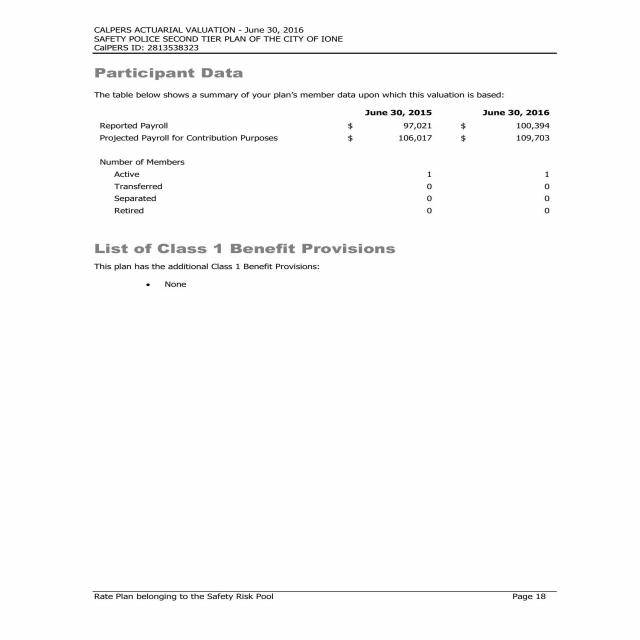 CALPERS ACTUARIAL VALUATION - June 30, 2016
SAFETY POLICE SECOND TIER PLAN OF THE CITY OF IONE
CalPERS ID: 2813538323
Participant Data
The table below shows a summary of your plan's member data upon which this valuation is based:
June 30, 2015 June 30, 2016
Reported Payroll $ 97,021 $ 100,394
Projected Payroll for Contribution Purposes $ 106,017 $ 109,703
Number of Members
Active 1 1
Transferred 0 0
Separated 0 0
Retired 0 0
List of Class 1 Benefit Provisions
This plan has the additional Class 1 Benefit Provisions:
• None
Rate Plan belonging to the Safety Risk Pool Page 18